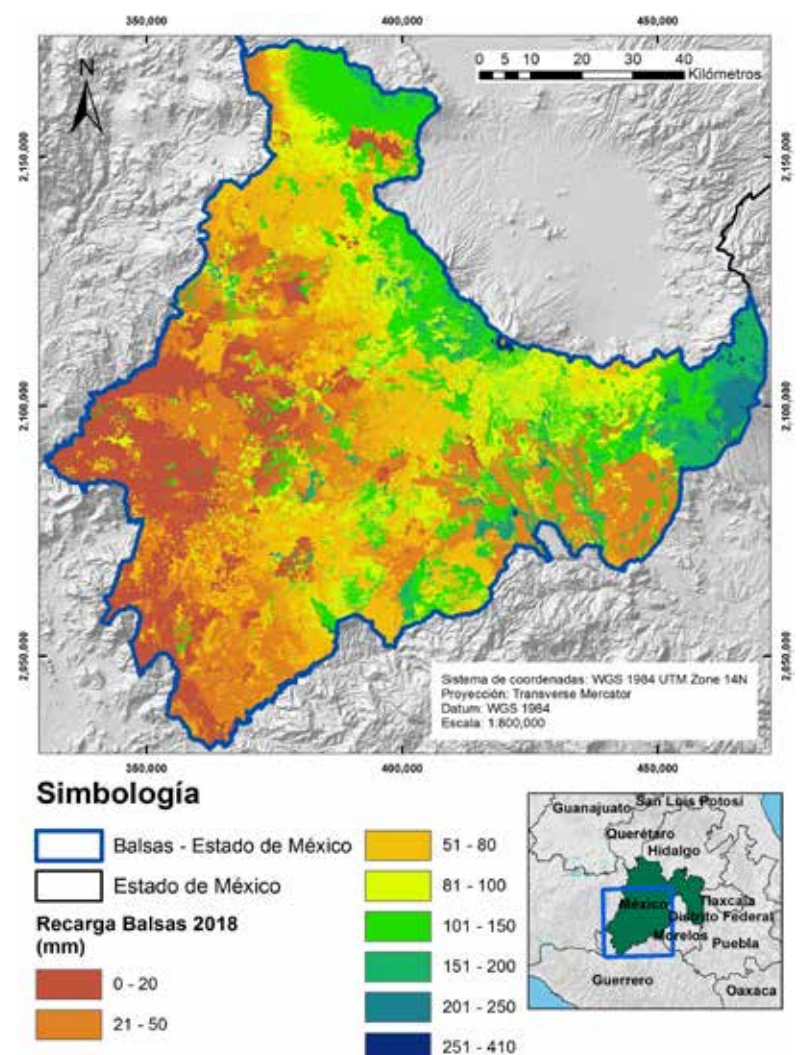 350,000 400,000 450,000
N
0 5 10 20 30 40
Kilómetros
2,150,000 2,150,000
2,100,000 2,100,000
2,050,000 2,050,000
Sistema de coordenadas: WGS 1984 UTM Zone 14N
Proyección: Transverse Mercator
Datum: WGS 1984
Escala: 1:800,000
350,000 400,000 450,000
Simbología
Balsas - Estado de México
Estado de México
Recarga Balsas 2018
(mm)
0 - 20
21 - 50
51 - 80
81 - 100
101 - 150
151 - 200
201 - 250
251 - 410
Guanajuato
San Luis Potosí
Querétaro
Hidalgo
México
Tlaxcala
Distrito Federal
Morelos
Puebla
Guerrero
Oaxaca